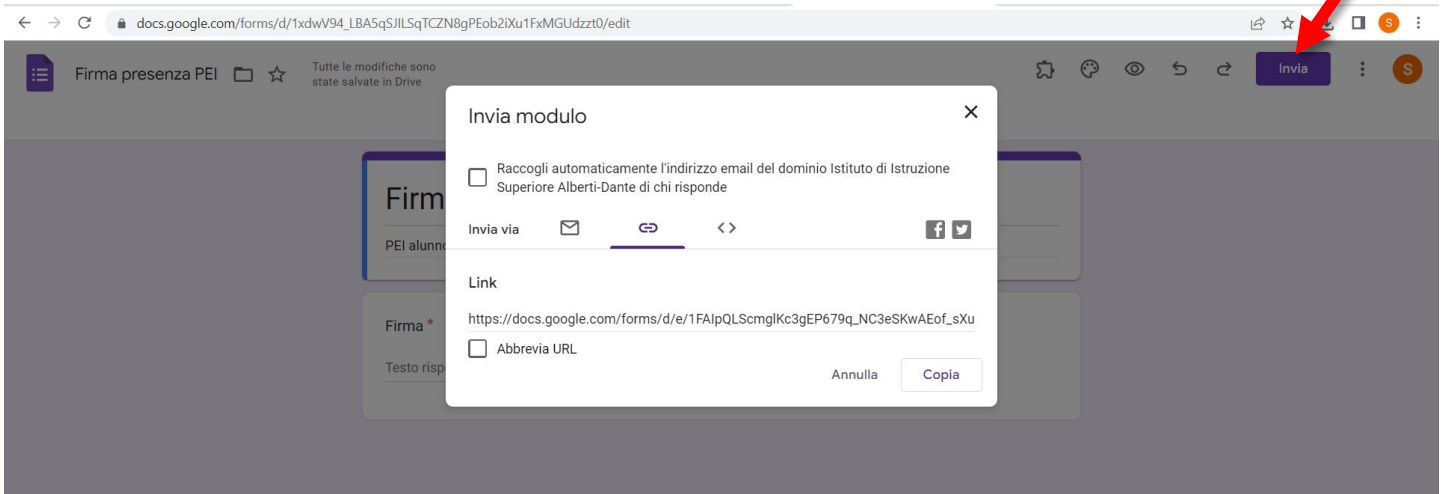 docs.google.com/forms/d/1xdwV94_LBA5qSJILSqTCZN8gPEob2iXu1FxMGUdzzt0/edit
S
Firma presenza PEI
Tutte le modifiche sono
state salvate in Drive
Invia
S
Invia modulo
Raccogli automaticamente l'indirizzo email del dominio Istituto di Istruzione
Superiore Alberti-Dante di chi risponde
Firm
Invia via
PEI alunno
Link
https://docs.google.com/forms/d/e/1FAIpQLScmglKc3gEP679q_NC3eSKwAEof_sXu
Firma *
Abbrevia URL
Testo risp
Annulla
Copia